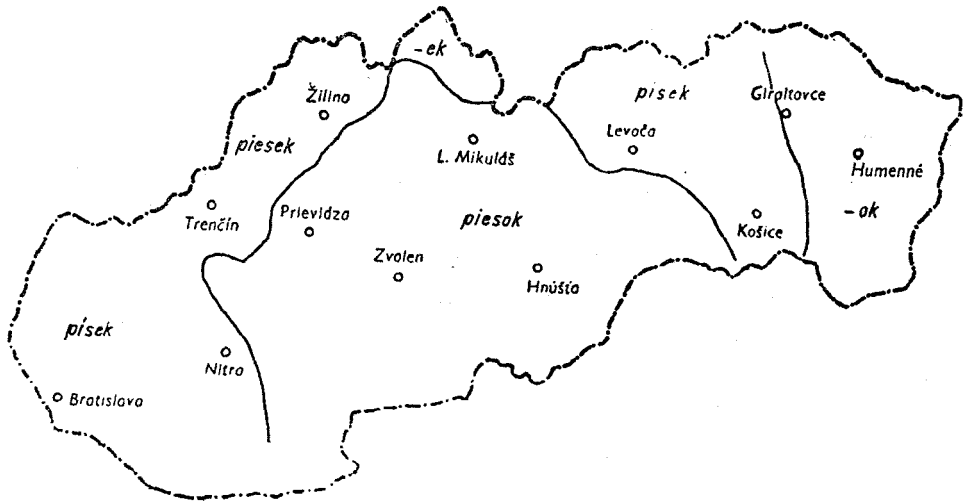 -ek
Žilina
pisek
Giraltovce
piesek
Levoča
L. Mikuláš
Humenné
Trenčín
Prievidza
piesok
-ok
Košice
Zvolen
Hnúšťa
písek
Nitra
Bratislava